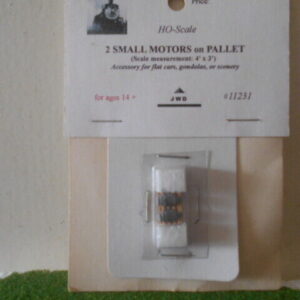 Price:
HO-Scale
2 SMALL MOTORS on PALLET
(Scale measurement: 4' x 3')
Accessory for flat cars, gondolas, or scenery
for ages 14 +
JWD
#11231